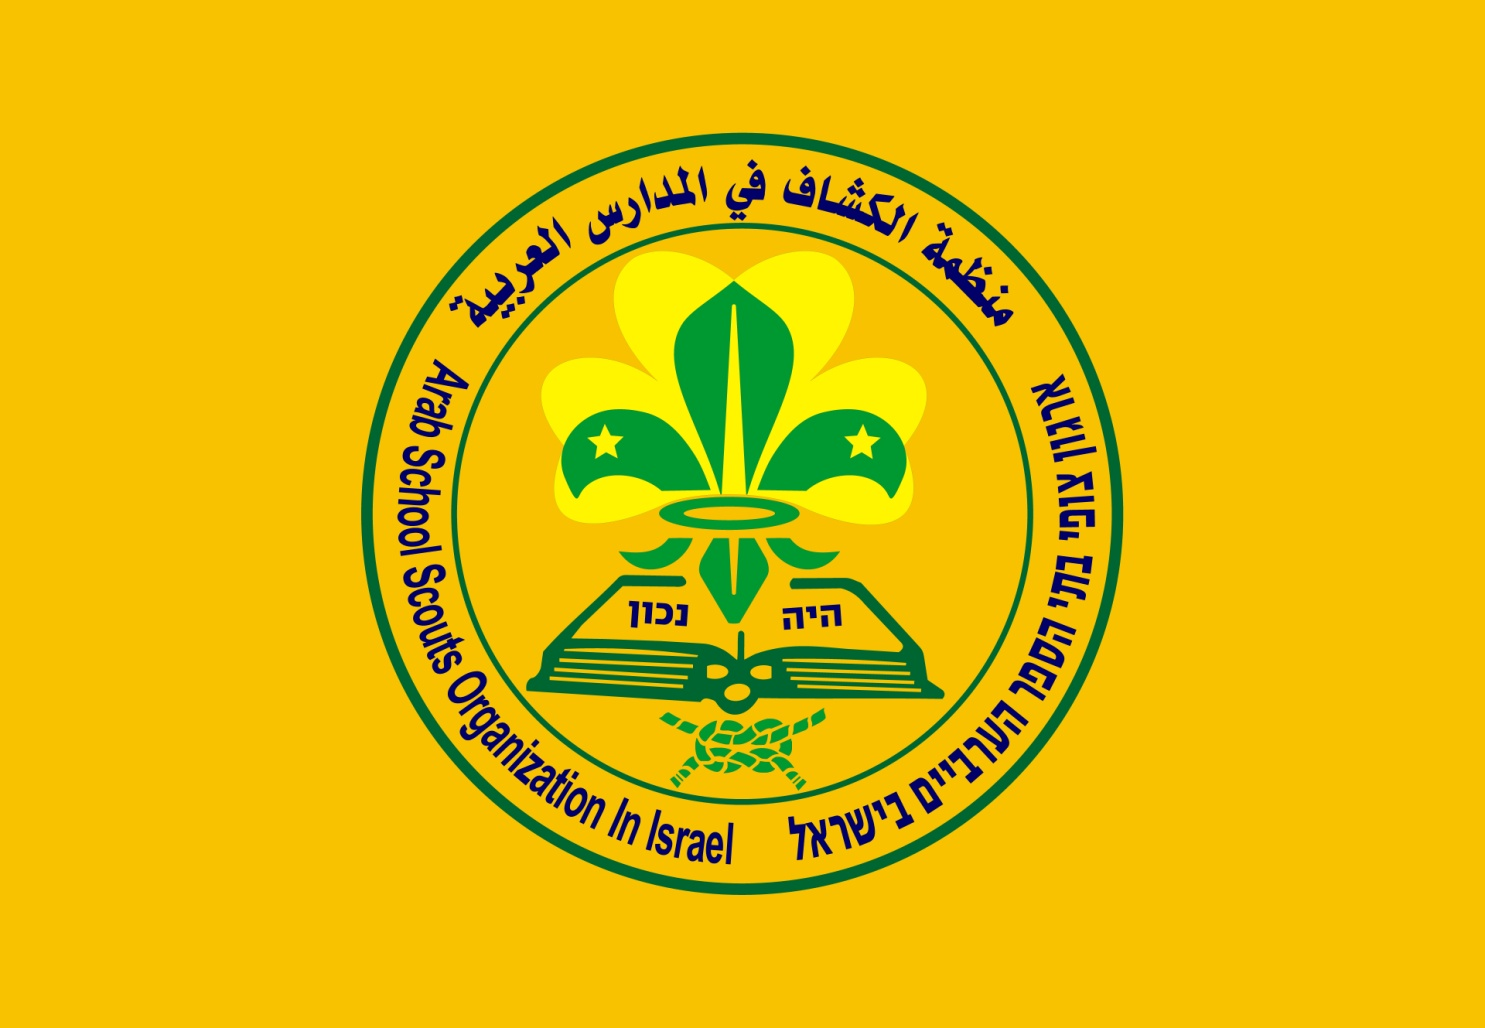 منظمة الكشاف في المدارس العربية
ארגון צופי בתי הספר הערביים בישראל
Arab School Scouts Organization In Israel
היה נכון